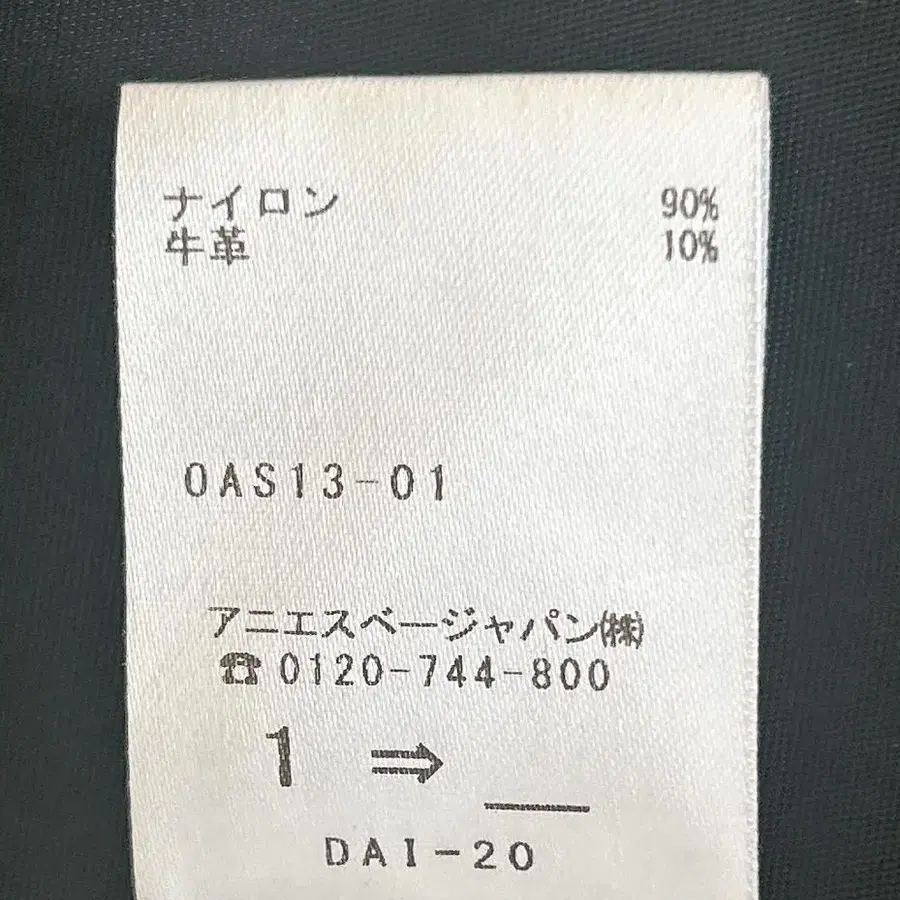 ナイロン 90%
牛革 10%
0AS13-01
アニエスベージャパン㈱
☎0120-744-800
1 ⇒ __
DAI-20